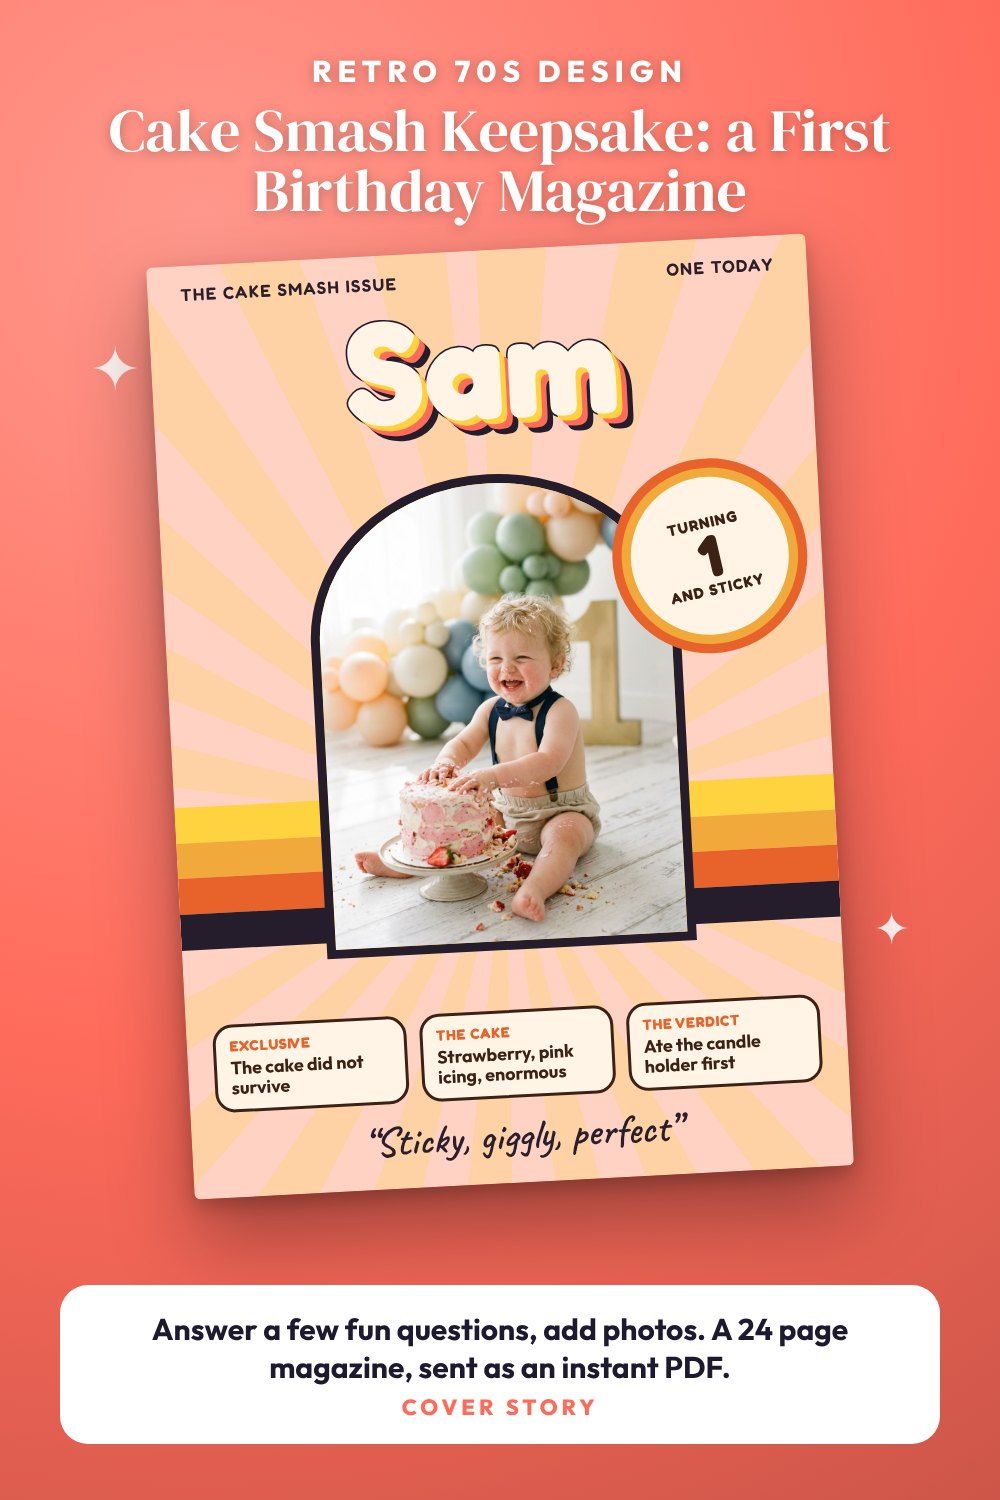 RETRO 70S DESIGN
Cake Smash Keepsake: a First
Birthday Magazine
THE CAKE SMASH ISSUE
ONE TODAY
Sam
TURNING
1
AND STICKY
1
EXCLUSIVE
The cake did not
survive
THE CAKE
Strawberry, pink
icing, enormous
THE VERDICT
Ate the candle
holder first
“Sticky, giggly, perfect”
Answer a few fun questions, add photos. A 24 page
magazine, sent as an instant PDF.
COVER STORY